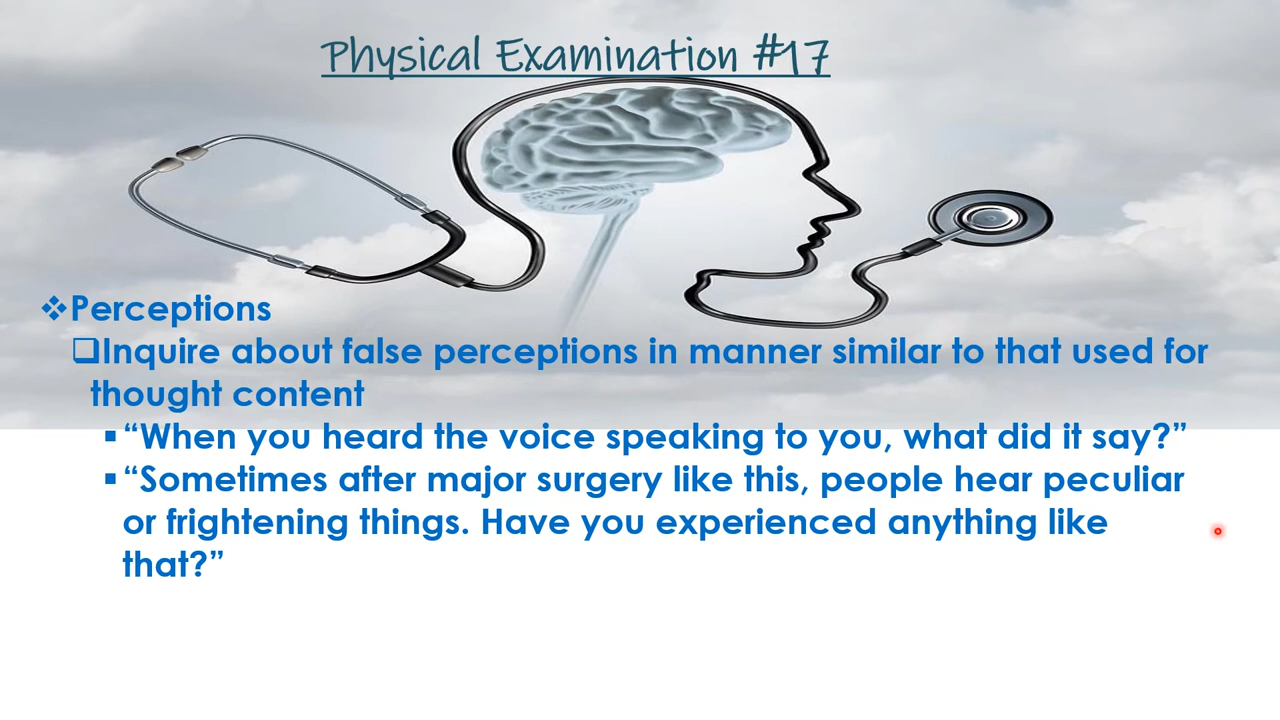 Physical Examination #17
❖Perceptions
❑Inquire about false perceptions in manner similar to that used for
thought content
▪“When you heard the voice speaking to you, what did it say?”
▪“Sometimes after major surgery like this, people hear peculiar
or frightening things. Have you experienced anything like
that?”